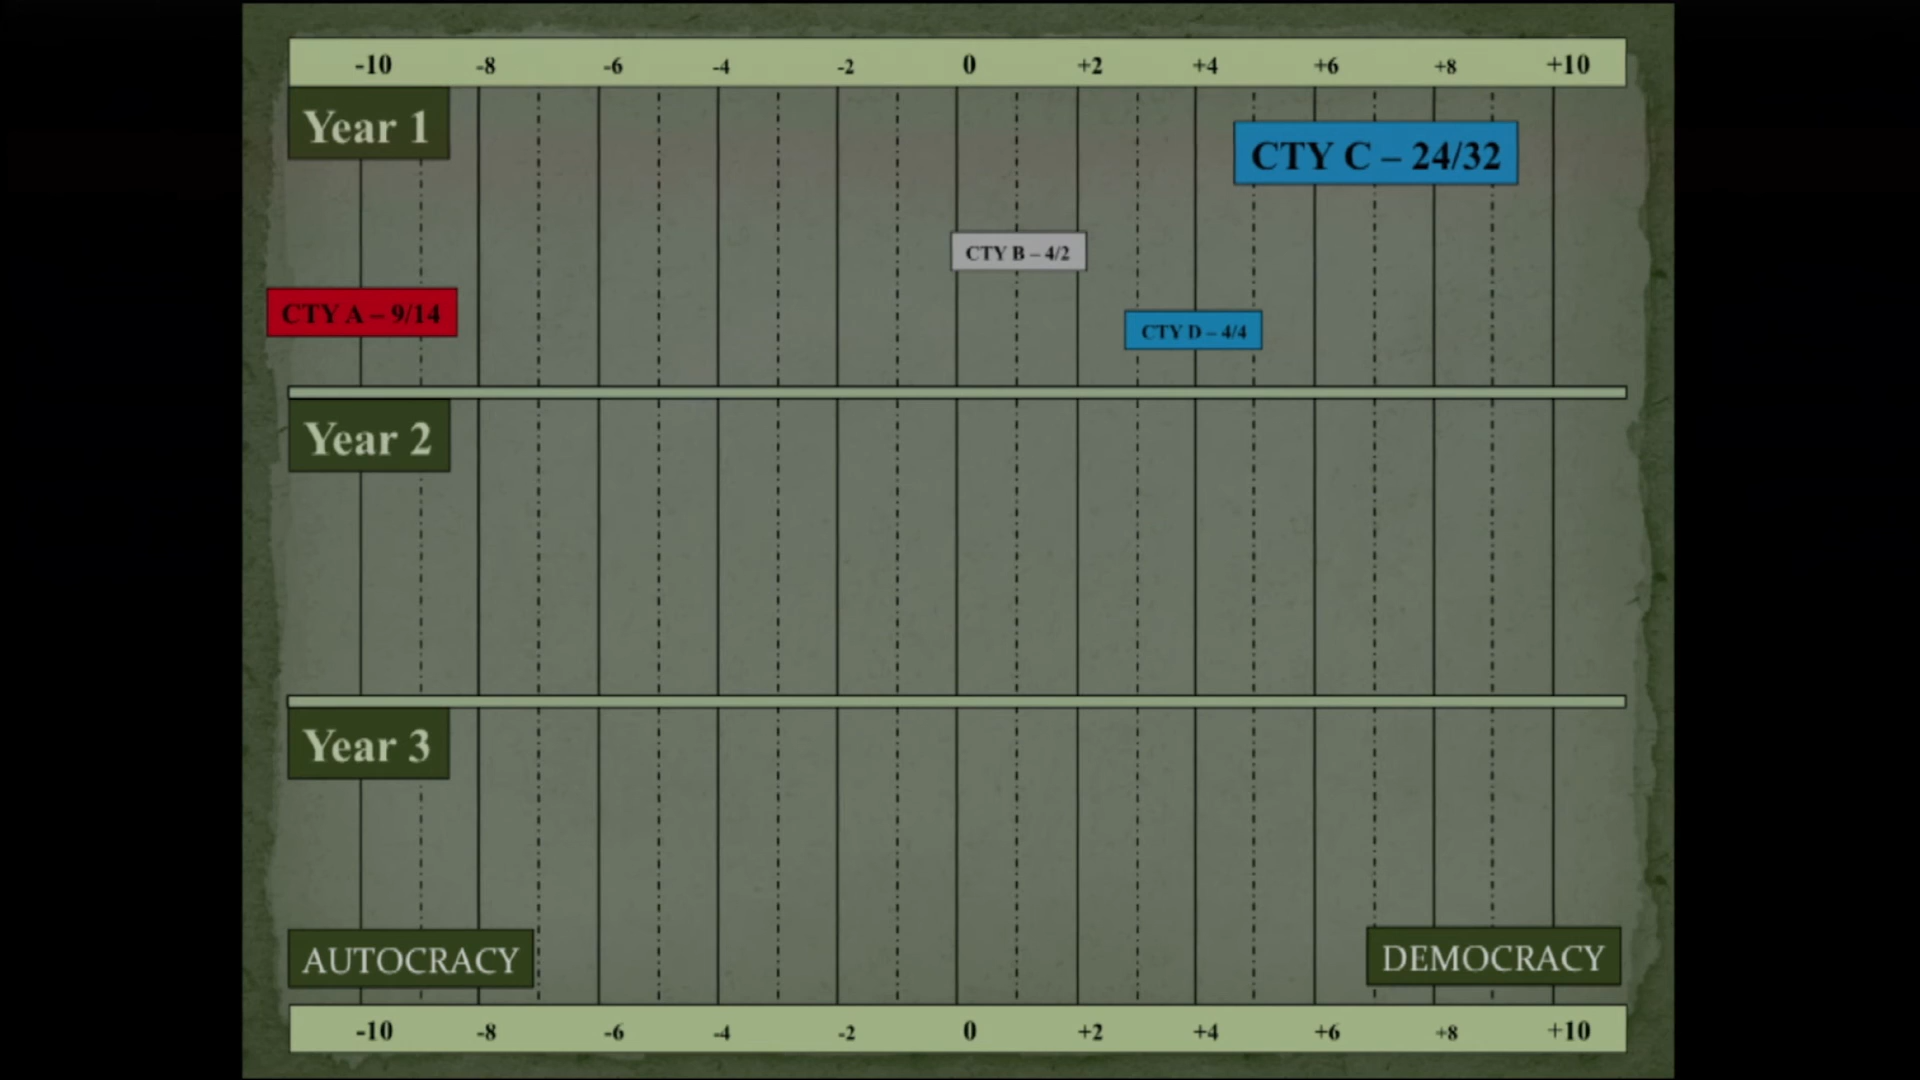 -10 -8 -6 -4 -2 0 +2 +4 +6 +8 +10
Year 1
CTY C – 24/32
CTY B – 4/2
CTY A – 9/14
CTY D – 4/4
Year 2
Year 3
AUTOCRACY
DEMOCRACY
-10 -8 -6 -4 -2 0 +2 +4 +6 +8 +10